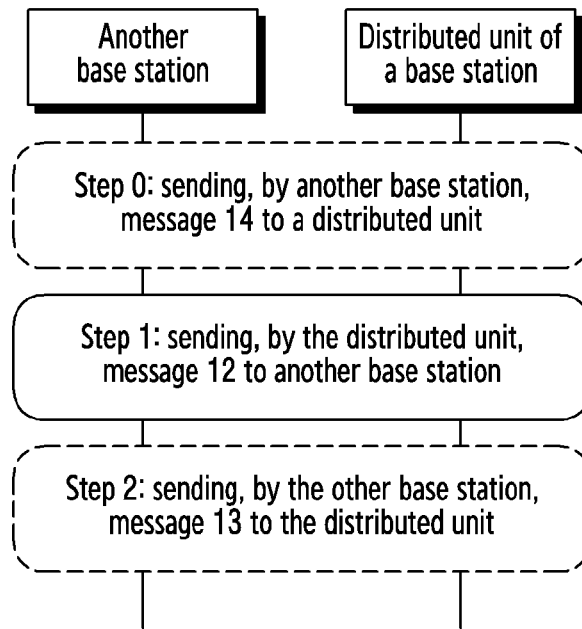 Another
base station
Distributed unit of
a base station
Step 0: sending, by another base station,
message 14 to a distributed unit
Step 1: sending, by the distributed unit,
message 12 to another base station
Step 2: sending, by the other base station,
message 13 to the distributed unit